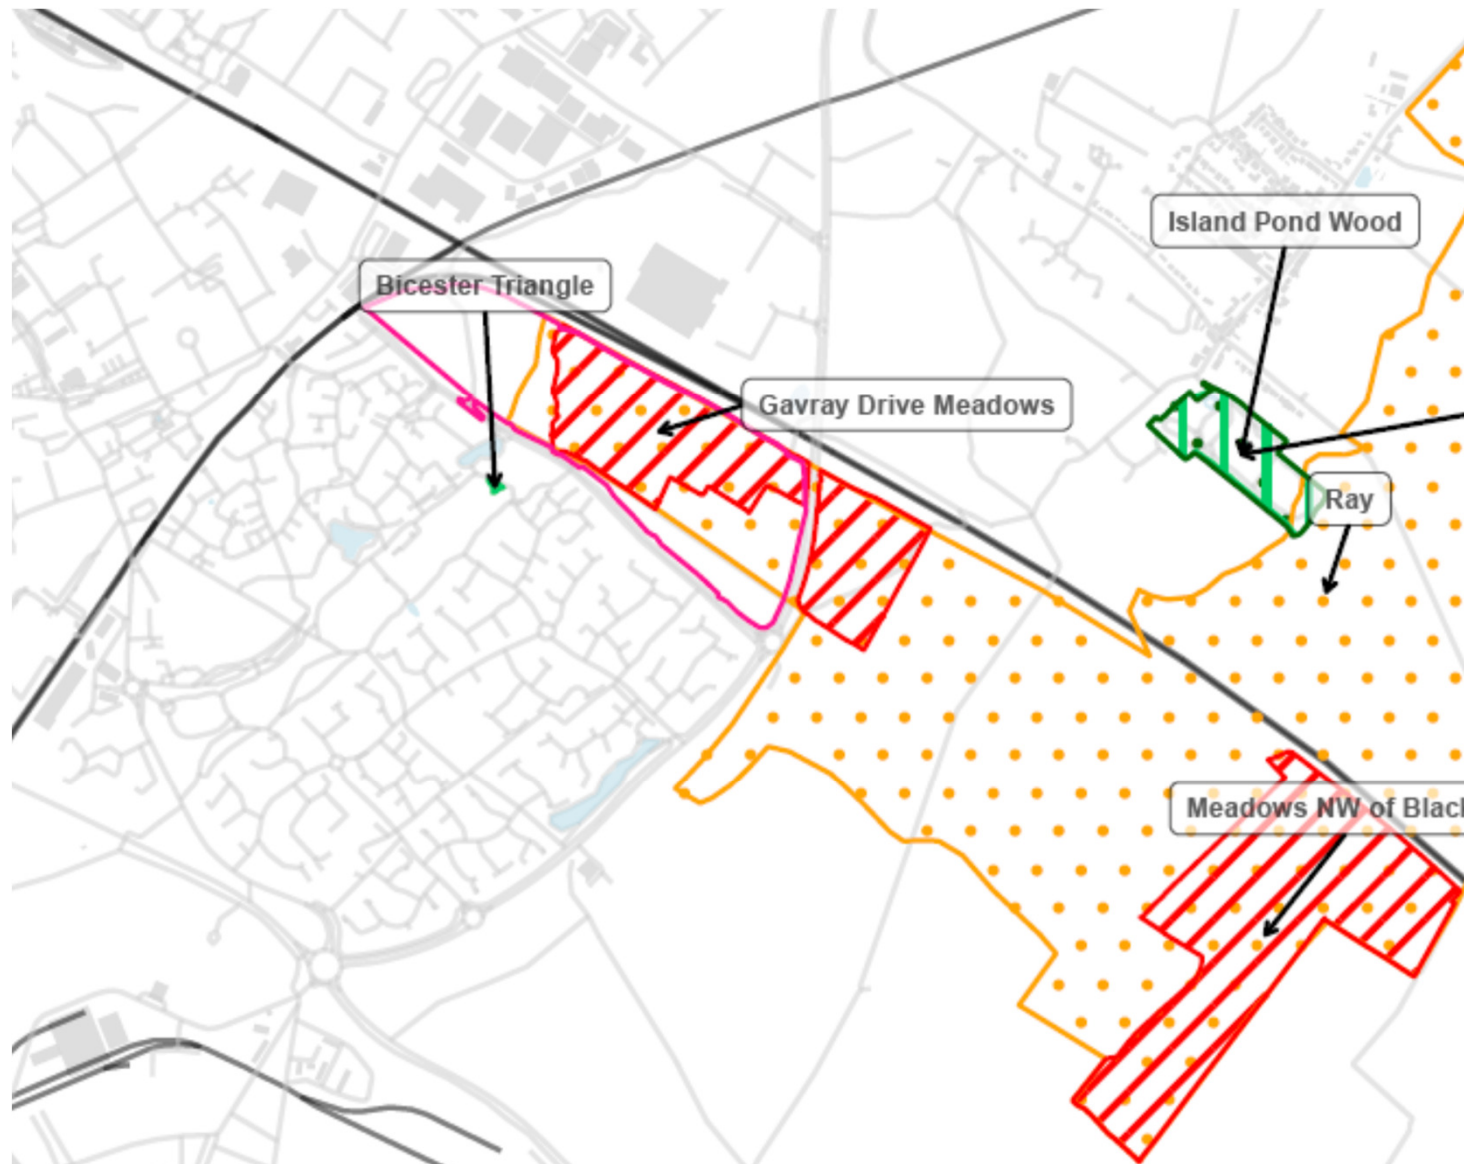 Island Pond Wood
Bicester Triangle
Gavray Drive Meadows
Ray
Meadows NW of Blac